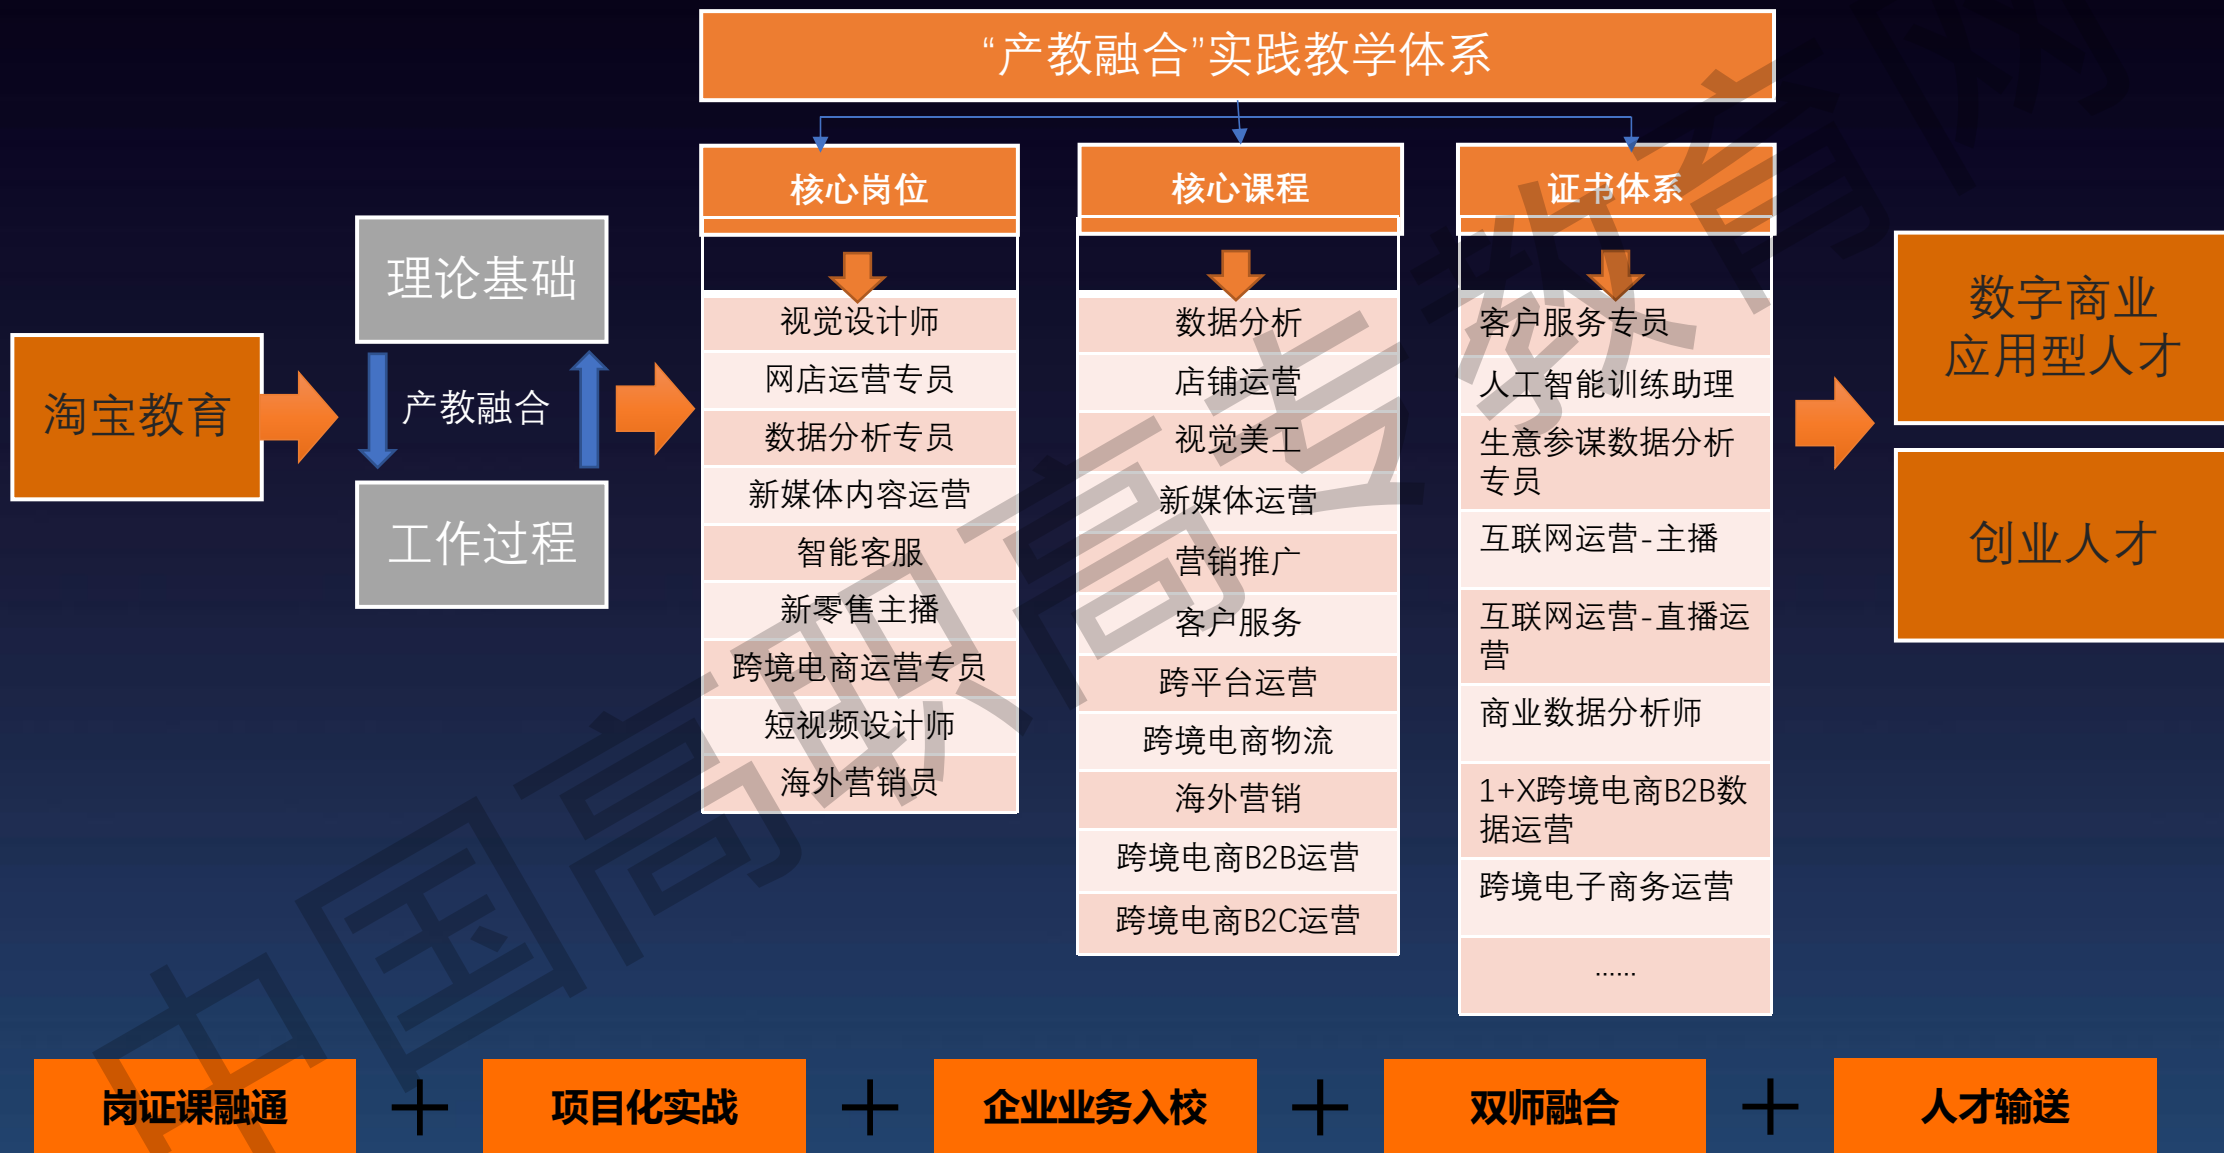 “产教融合”实践教学体系
核心岗位
核心课程
证书体系
淘宝教育
理论基础
产教融合
工作过程
视觉设计师
网店运营专员
数据分析专员
新媒体内容运营
智能客服
新零售主播
跨境电商运营专员
短视频设计师
海外营销员
数据分析
店铺运营
视觉美工
新媒体运营
营销推广
客户服务
跨平台运营
跨境电商物流
海外营销
跨境电商B2B运营
跨境电商B2C运营
客户服务专员
人工智能训练助理
生意参谋数据分析
专员
互联网运营-主播
互联网运营-直播运
营
商业数据分析师
1+X跨境电商B2B数
据运营
跨境电子商务运营
......
数字商业
应用型人才
创业人才
岗证课融通
+
项目化实战
+
企业业务入校
+
双师融合
+
人才输送
中国高职高专教育网